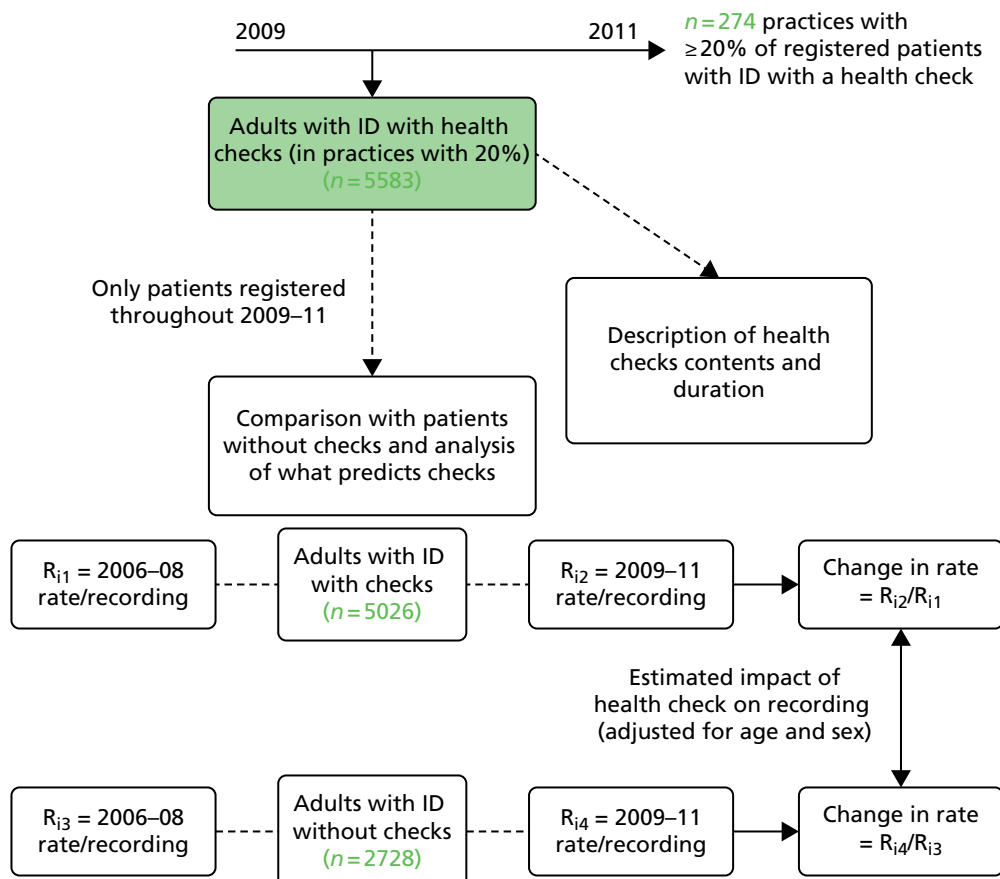 2009
2011
n=274 practices with
≥20% of registered patients
with ID with a health check
Adults with ID with health
checks (in practices with 20%)
(n=5583)
Only patients registered
throughout 2009–11
Description of health
checks contents and
duration
Comparison with patients
without checks and analysis
of what predicts checks
Ri1 = 2006–08
rate/recording
Adults with ID
with checks
(n=5026)
Ri2 = 2009–11
rate/recording
Change in rate
= Ri2/Ri1
Estimated impact of
health check on recording
(adjusted for age and sex)
Ri3 = 2006–08
rate/recording
Adults with ID
without checks
(n=2728)
Ri4 = 2009–11
rate/recording
Change in rate
= Ri4/Ri3